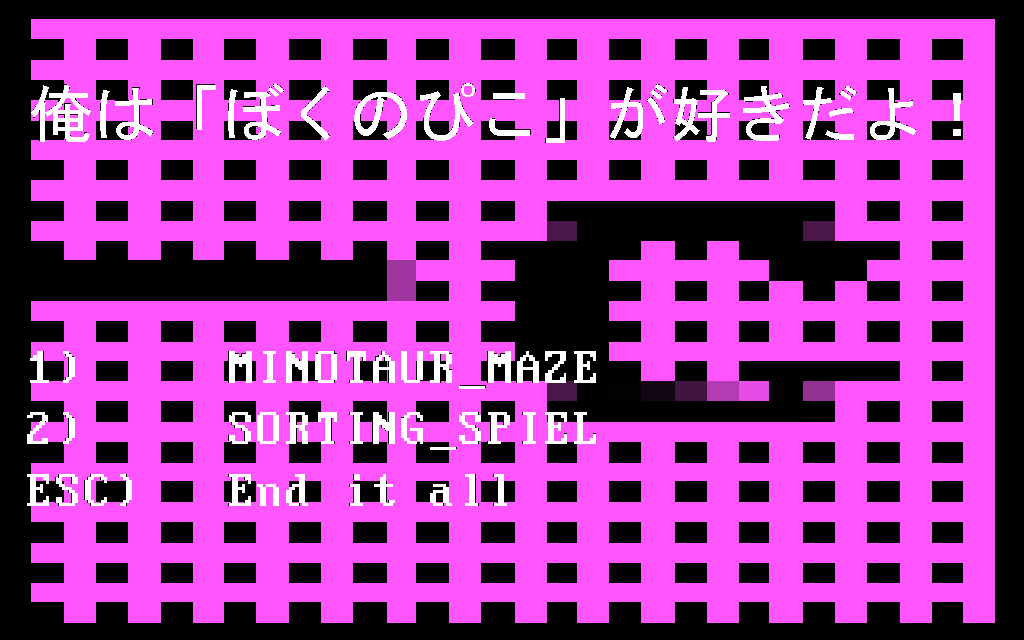 俺は「ぼくのぴこ」が好きだよ！
1) MINOTAUR_MAZE
2) SORTING_SPIEL
ESC) End it all